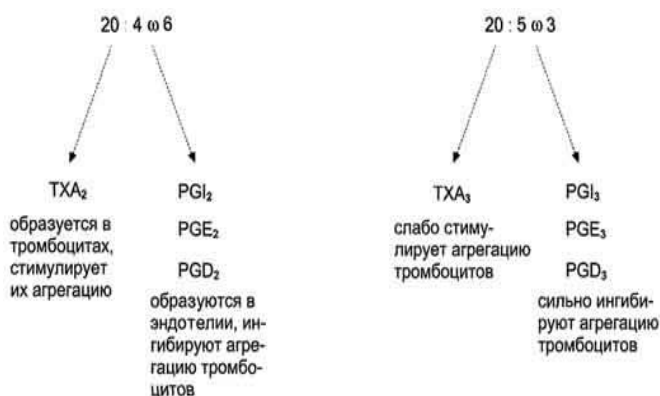 20 : 4 ω 6
TXA₂
образуется в
тромбоцитах,
стимулирует
их агрегацию
PGI₂
PGE₂
PGD₂
образуются в
эндотелии, ин-
гибируют агре-
гацию тромбо-
цитов
20 : 5 ω 3
TXA₃
слабо стиму-
лирует агрегацию
тромбоцитов
PGI₃
PGE₃
PGD₃
сильно ингиби-
руют агрегацию
тромбоцитов